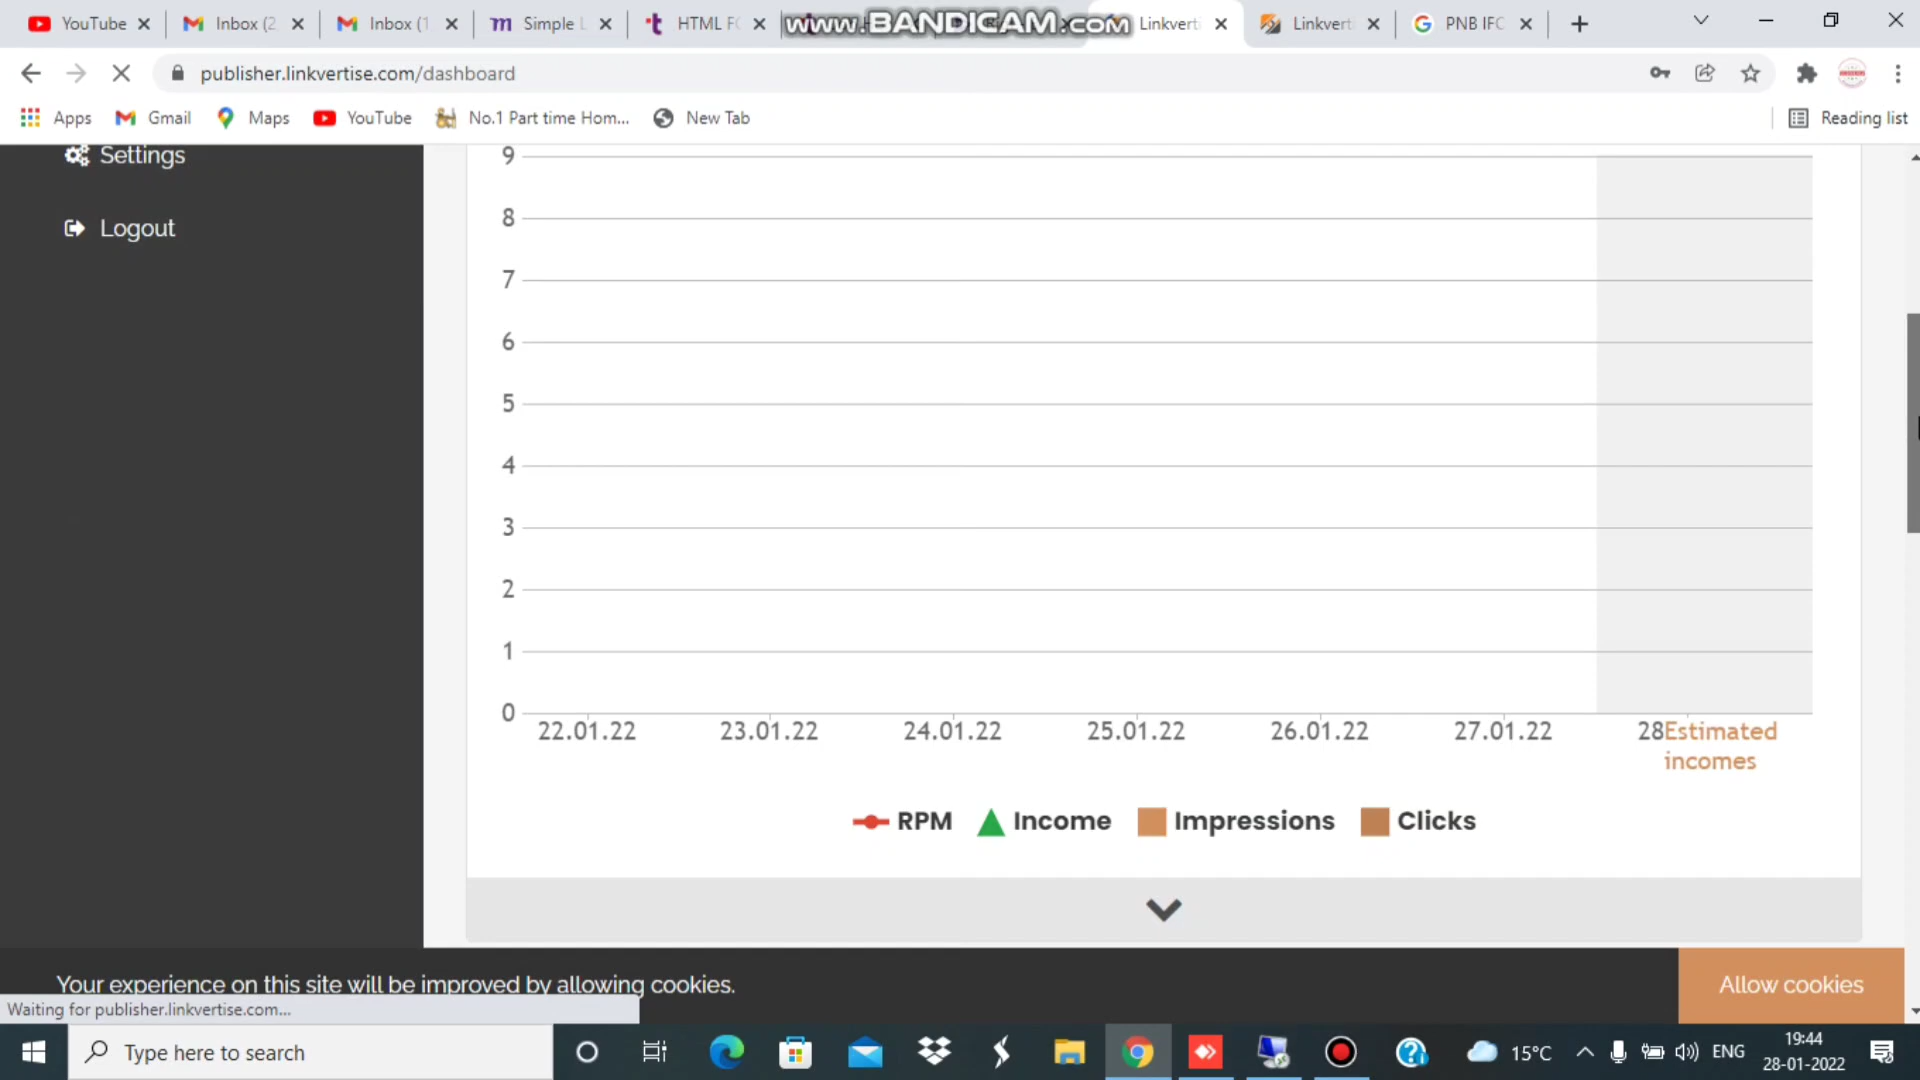 YouTube
Inbox (2
Inbox (1
Simple L
HTML FO
www.BANDICAM.com
Linkverti
Linkverti
PNB IFC
publisher.linkvertise.com/dashboard
Apps
Gmail
Maps
YouTube
No.1 Part time Hom...
New Tab
Reading list
Settings
Logout
9
8
7
6
5
4
3
2
1
0
22.01.22
23.01.22
24.01.22
25.01.22
26.01.22
27.01.22
28
Estimated
incomes
RPM
Income
Impressions
Clicks
Your experience on this site will be improved by allowing cookies.
Allow cookies
Waiting for publisher.linkvertise.com...
Type here to search
15°C
ENG
19:44
28-01-2022